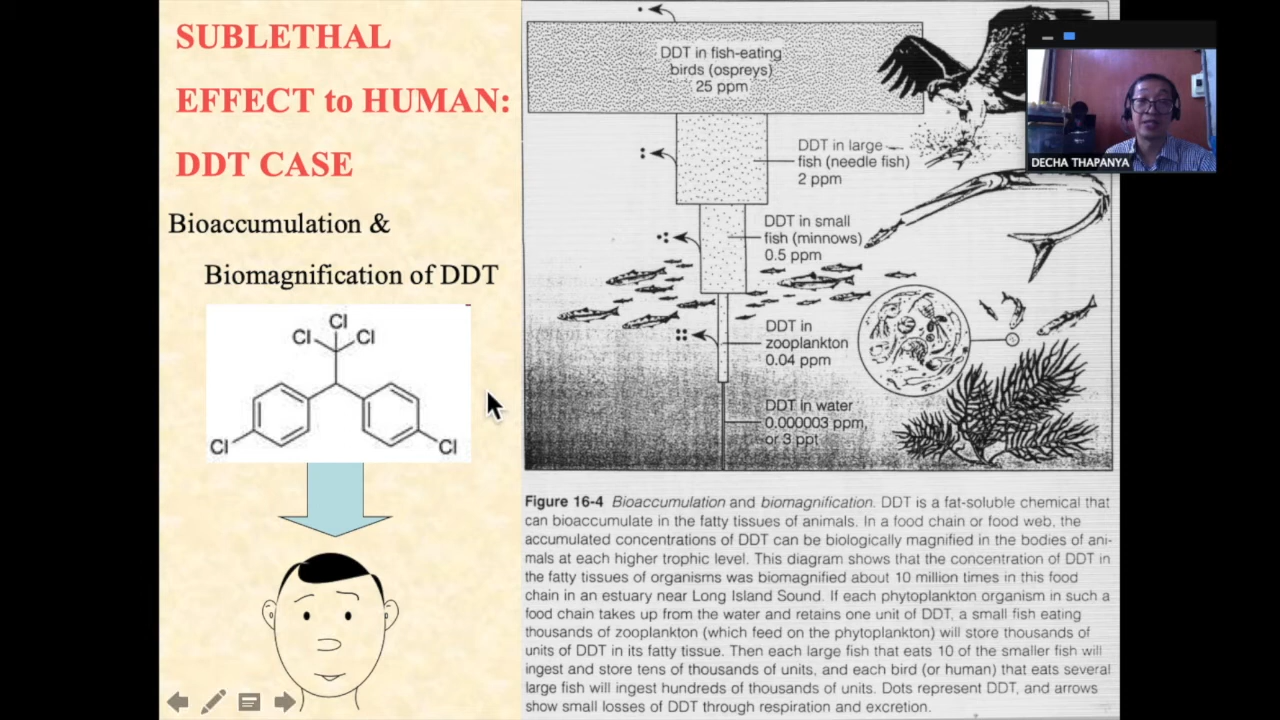 SUBLETHAL
EFFECT to HUMAN:
DDT CASE
Bioaccumulation &
Biomagnification of DDT
Cl
Cl Cl
Cl Cl
DDT in fish-eating
birds (ospreys)
25 ppm
DDT in large
fish (needle fish)
2 ppm
DDT in small
fish (minnows)
0.5 ppm
DDT in
zooplankton
0.04 ppm
DDT in water
0.000003 ppm,
or 3 ppt
DECHA THAPANYA
Figure 16-4 Bioaccumulation and biomagnification. DDT is a fat-soluble chemical that
can bioaccumulate in the fatty tissues of animals. In a food chain or food web, the
accumulated concentrations of DDT can be biologically magnified in the bodies of ani-
mals at each higher trophic level. This diagram shows that the concentration of DDT in
the fatty tissues of organisms was biomagnified about 10 million times in this food
chain in an estuary near Long Island Sound. If each phytoplankton organism in such a
food chain takes up from the water and retains one unit of DDT, a small fish eating
thousands of zooplankton (which feed on the phytoplankton) will store thousands of
units of DDT in its fatty tissue. Then each large fish that eats 10 of the smaller fish will
ingest and store tens of thousands of units, and each bird (or human) that eats several
large fish will ingest hundreds of thousands of units. Dots represent DDT, and arrows
show small losses of DDT through respiration and excretion.